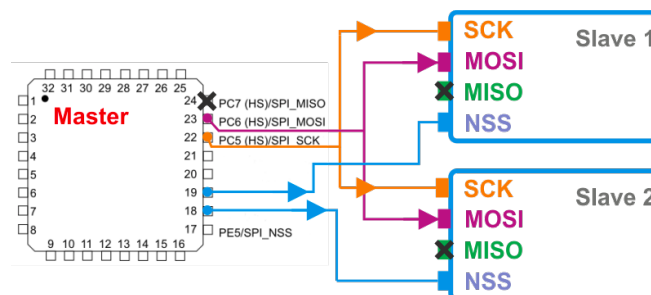 32 31 30 29 28 27 26 25
Master
1
2
3
4
5
6
7
8
9 10 11 12 13 14 15 16
24 PC7 (HS)/SPI_MISO
23 PC6 (HS)/SPI_MOSI
22 PC5 (HS)/SPI_SCK
21
20
19
18
17 PE5/SPI_NSS
SCK Slave 1
MOSI
MISO
NSS
SCK Slave 2
MOSI
MISO
NSS